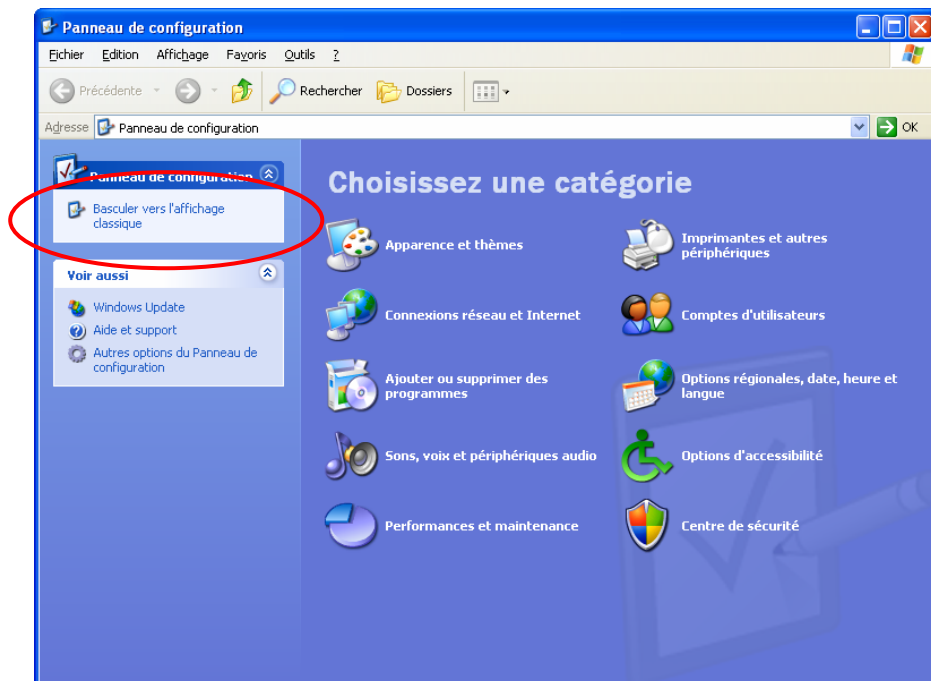 Panneau de configuration
Fichier Edition Affichage Favoris Outils ?
Précédente Rechercher Dossiers
Adresse Panneau de configuration OK
Panneau de configuration
Basculer vers l'affichage
classique
Voir aussi
Windows Update
Aide et support
Autres options du Panneau de
configuration
Choisissez une catégorie
Apparence et thèmes
Imprimantes et autres
périphériques
Connexions réseau et Internet
Comptes d'utilisateurs
Ajouter ou supprimer des
programmes
Options régionales, date, heure et
langue
Sons, voix et périphériques audio
Options d'accessibilité
Performances et maintenance
Centre de sécurité